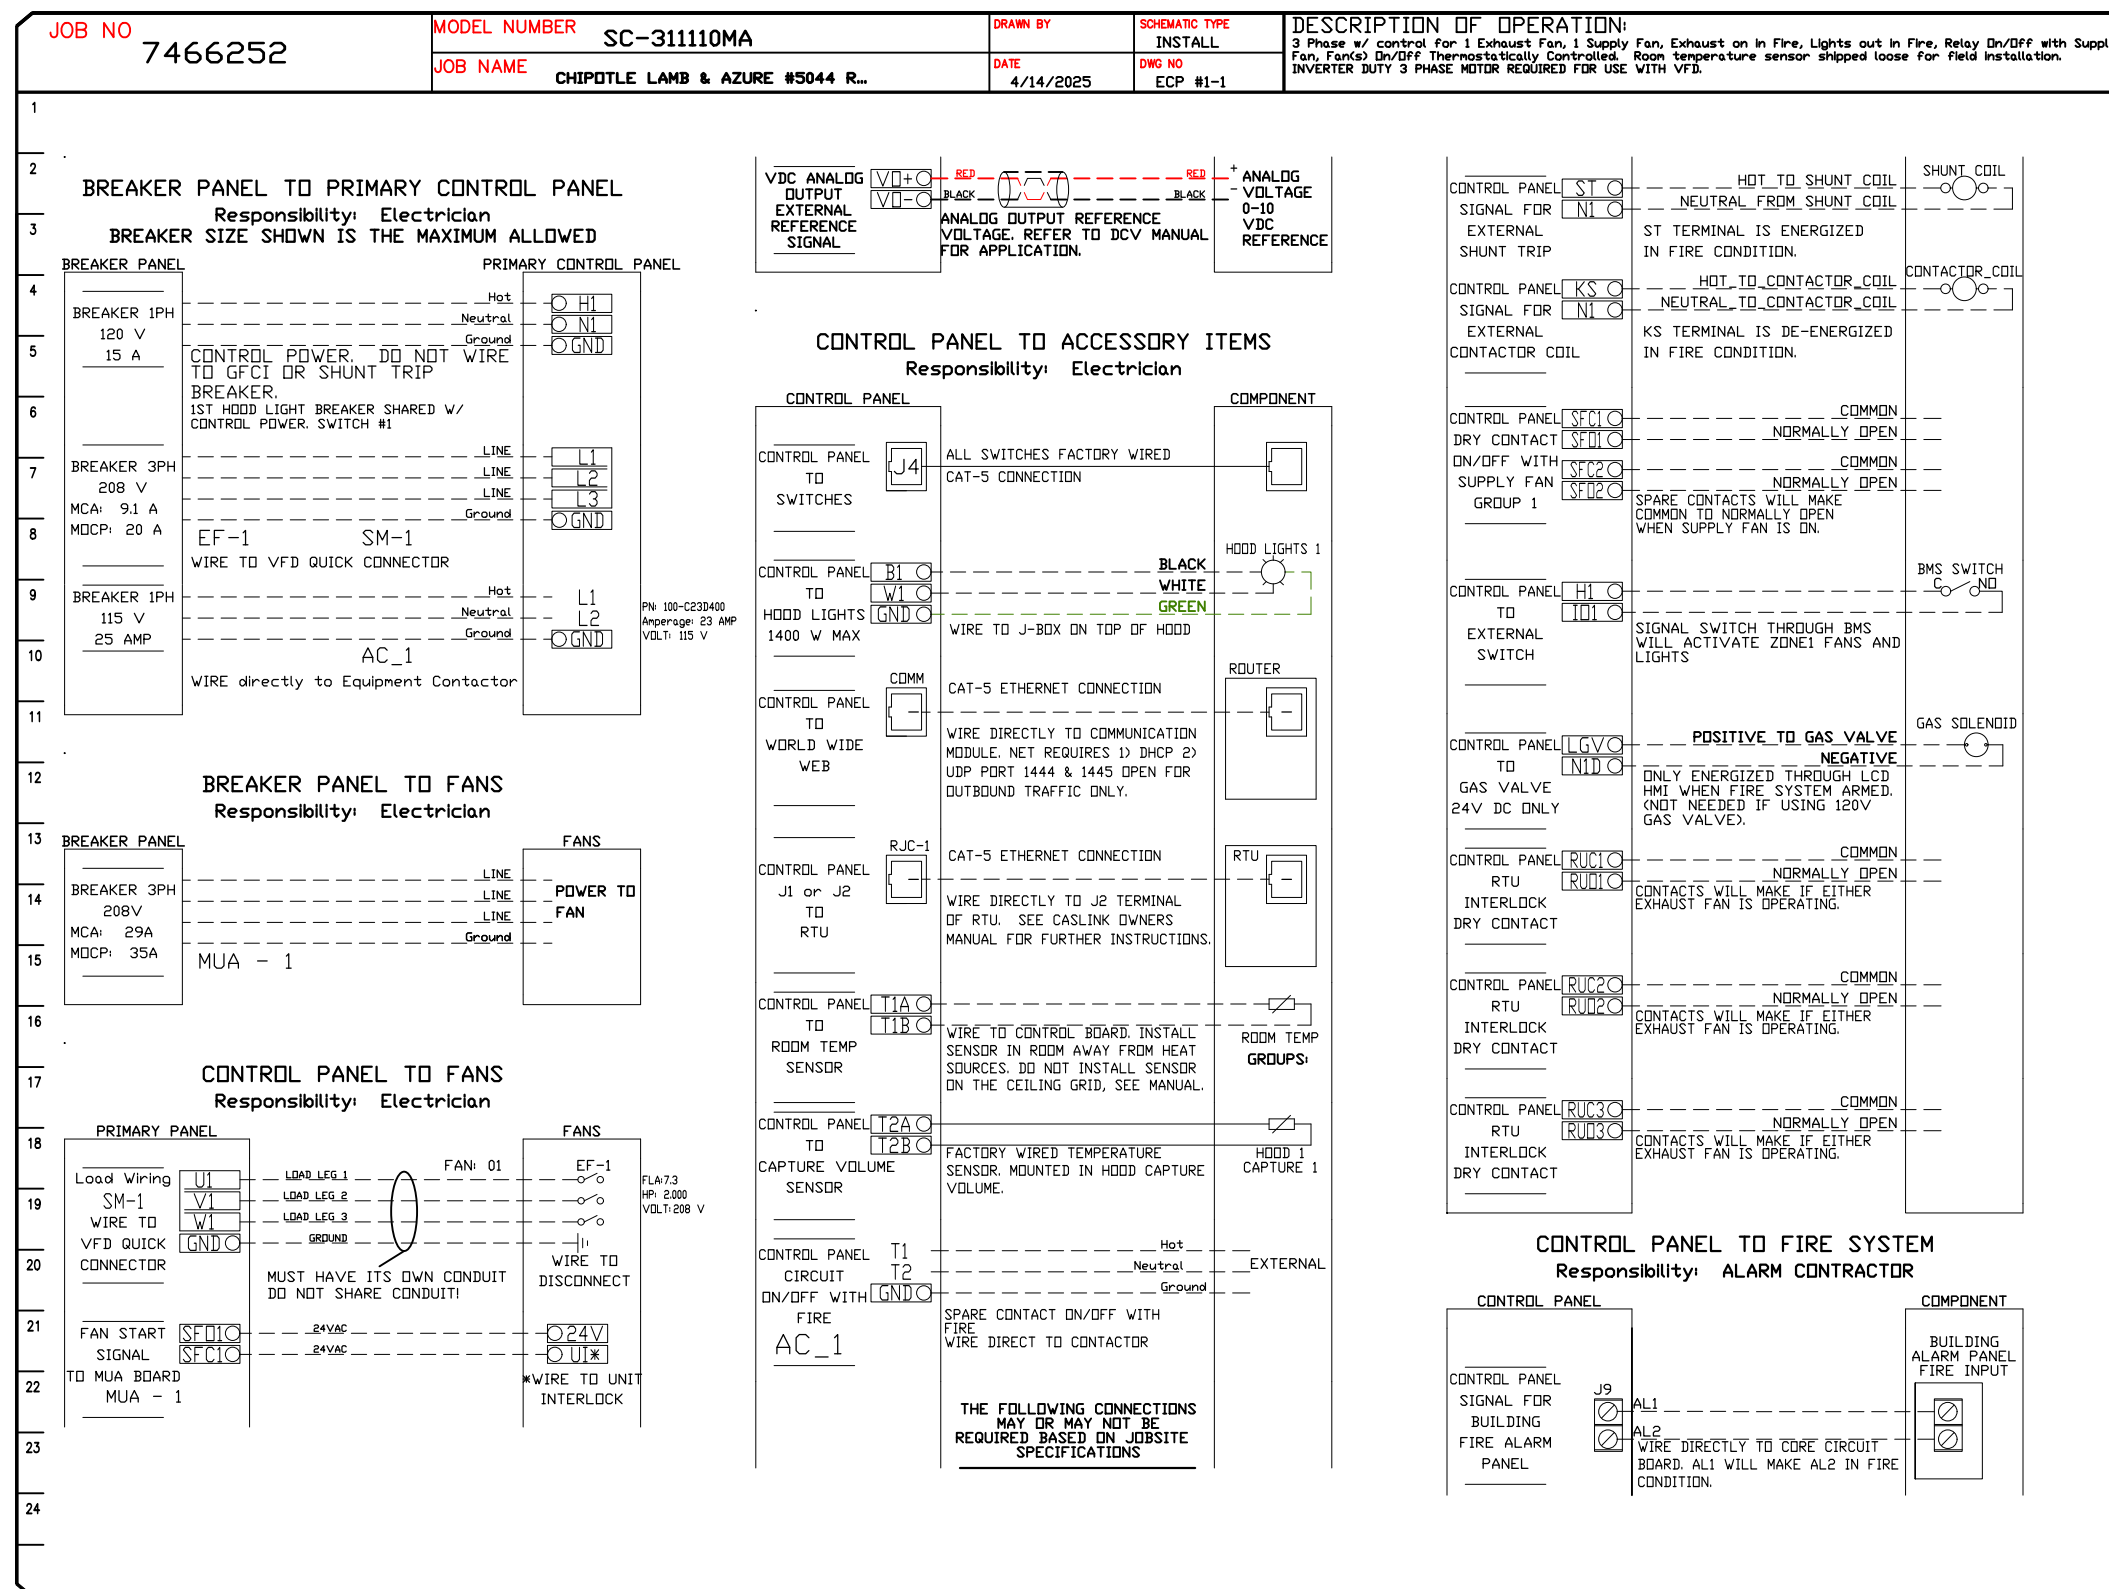 JOB NO
7466252
MODEL NUMBER
SC-311110MA
JOB NAME
CHIPOTLE LAMB & AZURE #5044 R...
DRAWN BY
DATE
4/14/2025
SCHEMATIC TYPE
INSTALL
DWG NO
ECP #1-1
DESCRIPTION OF OPERATION:
3 Phase w/ control for 1 Exhaust Fan, 1 Supply Fan, Exhaust on in Fire, Lights out in Fire, Relay On/Off with Suppl
Fan, Fan(s) On/Off Thermostatically Controlled. Room temperature sensor shipped loose for field installation.
INVERTER DUTY 3 PHASE MOTOR REQUIRED FOR USE WITH VFD.
1
2
3
4
5
6
7
8
9
10
11
12
13
14
15
16
17
18
19
20
21
22
23
24
BREAKER PANEL TO PRIMARY CONTROL PANEL
Responsibility: Electrician
BREAKER SIZE SHOWN IS THE MAXIMUM ALLOWED
BREAKER PANEL
PRIMARY CONTROL PANEL
BREAKER 1PH
120 V
15 A
Hot
H1
Neutral
N1
Ground
GND
CONTROL POWER. DO NOT WIRE
TO GFCI OR SHUNT TRIP
BREAKER.
1ST HOOD LIGHT BREAKER SHARED W/
CONTROL POWER. SWITCH #1
BREAKER 3PH
208 V
MCA: 9.1 A
MOCP: 20 A
LINE
L1
LINE
L2
LINE
L3
Ground
GND
EF-1 SM-1
WIRE TO VFD QUICK CONNECTOR
BREAKER 1PH
115 V
25 AMP
Hot
L1
Neutral
L2
Ground
GND
PN: 100-C23D400
Amperage: 23 AMP
VOLT: 115 V
AC_1
WIRE directly to Equipment Contactor
BREAKER PANEL TO FANS
Responsibility: Electrician
BREAKER PANEL
FANS
BREAKER 3PH
208V
MCA: 29A
MOCP: 35A
LINE
LINE
LINE
Ground
POWER TO
FAN
MUA - 1
CONTROL PANEL TO FANS
Responsibility: Electrician
PRIMARY PANEL
FANS
Load Wiring
SM-1
WIRE TO
VFD QUICK
CONNECTOR
U1
V1
W1
GND
LOAD LEG 1
LOAD LEG 2
LOAD LEG 3
GROUND
FAN: 01
EF-1
FLA:7.3
HP: 2.000
VOLT:208 V
WIRE TO
DISCONNECT
MUST HAVE ITS OWN CONDUIT
DO NOT SHARE CONDUIT!
FAN START
SIGNAL
TO MUA BOARD
MUA - 1
SFO1
SFC1
24VAC
24VAC
24V
UI*
*WIRE TO UNIT
INTERLOCK
VDC ANALOG
OUTPUT
EXTERNAL
REFERENCE
SIGNAL
VO+
VO-
RED
BLACK
RED
BLACK
+ ANALOG
- VOLTAGE
0-10
VDC
REFERENCE
ANALOG OUTPUT REFERENCE
VOLTAGE. REFER TO DCV MANUAL
FOR APPLICATION.
CONTROL PANEL TO ACCESSORY ITEMS
Responsibility: Electrician
CONTROL PANEL
COMPONENT
CONTROL PANEL
TO
SWITCHES
J4
ALL SWITCHES FACTORY WIRED
CAT-5 CONNECTION
CONTROL PANEL
TO
HOOD LIGHTS
1400 W MAX
B1
W1
GND
BLACK
WHITE
GREEN
HOOD LIGHTS 1
WIRE TO J-BOX ON TOP OF HOOD
CONTROL PANEL
TO
WORLD WIDE
WEB
COMM
CAT-5 ETHERNET CONNECTION
ROUTER
WIRE DIRECTLY TO COMMUNICATION
MODULE. NET REQUIRES 1) DHCP 2)
UDP PORT 1444 & 1445 OPEN FOR
OUTBOUND TRAFFIC ONLY.
CONTROL PANEL
J1 or J2
TO
RTU
RJC-1
CAT-5 ETHERNET CONNECTION
RTU
WIRE DIRECTLY TO J2 TERMINAL
OF RTU. SEE CASLINK OWNERS
MANUAL FOR FURTHER INSTRUCTIONS.
CONTROL PANEL
TO
ROOM TEMP
SENSOR
T1A
T1B
WIRE TO CONTROL BOARD. INSTALL
SENSOR IN ROOM AWAY FROM HEAT
SOURCES. DO NOT INSTALL SENSOR
ON THE CEILING GRID, SEE MANUAL.
ROOM TEMP
GROUPS:
CONTROL PANEL
TO
CAPTURE VOLUME
SENSOR
T2A
T2B
FACTORY WIRED TEMPERATURE
SENSOR. MOUNTED IN HOOD CAPTURE
VOLUME.
HOOD 1
CAPTURE 1
CONTROL PANEL
CIRCUIT
ON/OFF WITH
FIRE
AC_1
T1
T2
GND
Hot
Neutral
Ground
EXTERNAL
SPARE CONTACT ON/OFF WITH
FIRE
WIRE DIRECT TO CONTACTOR
THE FOLLOWING CONNECTIONS
MAY OR MAY NOT BE
REQUIRED BASED ON JOBSITE
SPECIFICATIONS
CONTROL PANEL
SIGNAL FOR
EXTERNAL
SHUNT TRIP
ST
N1
HOT TO SHUNT COIL
NEUTRAL FROM SHUNT COIL
SHUNT COIL
ST TERMINAL IS ENERGIZED
IN FIRE CONDITION.
CONTROL PANEL
SIGNAL FOR
EXTERNAL
CONTACTOR COIL
KS
N1
HOT TO CONTACTOR COIL
NEUTRAL TO CONTACTOR COIL
CONTACTOR COIL
KS TERMINAL IS DE-ENERGIZED
IN FIRE CONDITION.
CONTROL PANEL
DRY CONTACT
ON/OFF WITH
SUPPLY FAN
GROUP 1
SFC1
SFO1
SFC2
SFO2
COMMON
NORMALLY OPEN
COMMON
NORMALLY OPEN
SPARE CONTACTS WILL MAKE
COMMON TO NORMALLY OPEN
WHEN SUPPLY FAN IS ON.
CONTROL PANEL
TO
EXTERNAL
SWITCH
H1
IO1
BMS SWITCH
C NO
SIGNAL SWITCH THROUGH BMS
WILL ACTIVATE ZONE1 FANS AND
LIGHTS
CONTROL PANEL
TO
GAS VALVE
24V DC ONLY
LGV
N1D
POSITIVE TO GAS VALVE
NEGATIVE
GAS SOLENOID
ONLY ENERGIZED THROUGH LCD
HMI WHEN FIRE SYSTEM ARMED.
(NOT NEEDED IF USING 120V
GAS VALVE).
CONTROL PANEL
RTU
INTERLOCK
DRY CONTACT
RUC1
RUO1
COMMON
NORMALLY OPEN
CONTACTS WILL MAKE IF EITHER
EXHAUST FAN IS OPERATING.
CONTROL PANEL
RTU
INTERLOCK
DRY CONTACT
RUC2
RUO2
COMMON
NORMALLY OPEN
CONTACTS WILL MAKE IF EITHER
EXHAUST FAN IS OPERATING.
CONTROL PANEL
RTU
INTERLOCK
DRY CONTACT
RUC3
RUO3
COMMON
NORMALLY OPEN
CONTACTS WILL MAKE IF EITHER
EXHAUST FAN IS OPERATING.
CONTROL PANEL TO FIRE SYSTEM
Responsibility: ALARM CONTRACTOR
CONTROL PANEL
COMPONENT
CONTROL PANEL
SIGNAL FOR
BUILDING
FIRE ALARM
PANEL
J9
AL1
AL2
BUILDING
ALARM PANEL
FIRE INPUT
WIRE DIRECTLY TO CORE CIRCUIT
BOARD. AL1 WILL MAKE AL2 IN FIRE
CONDITION.